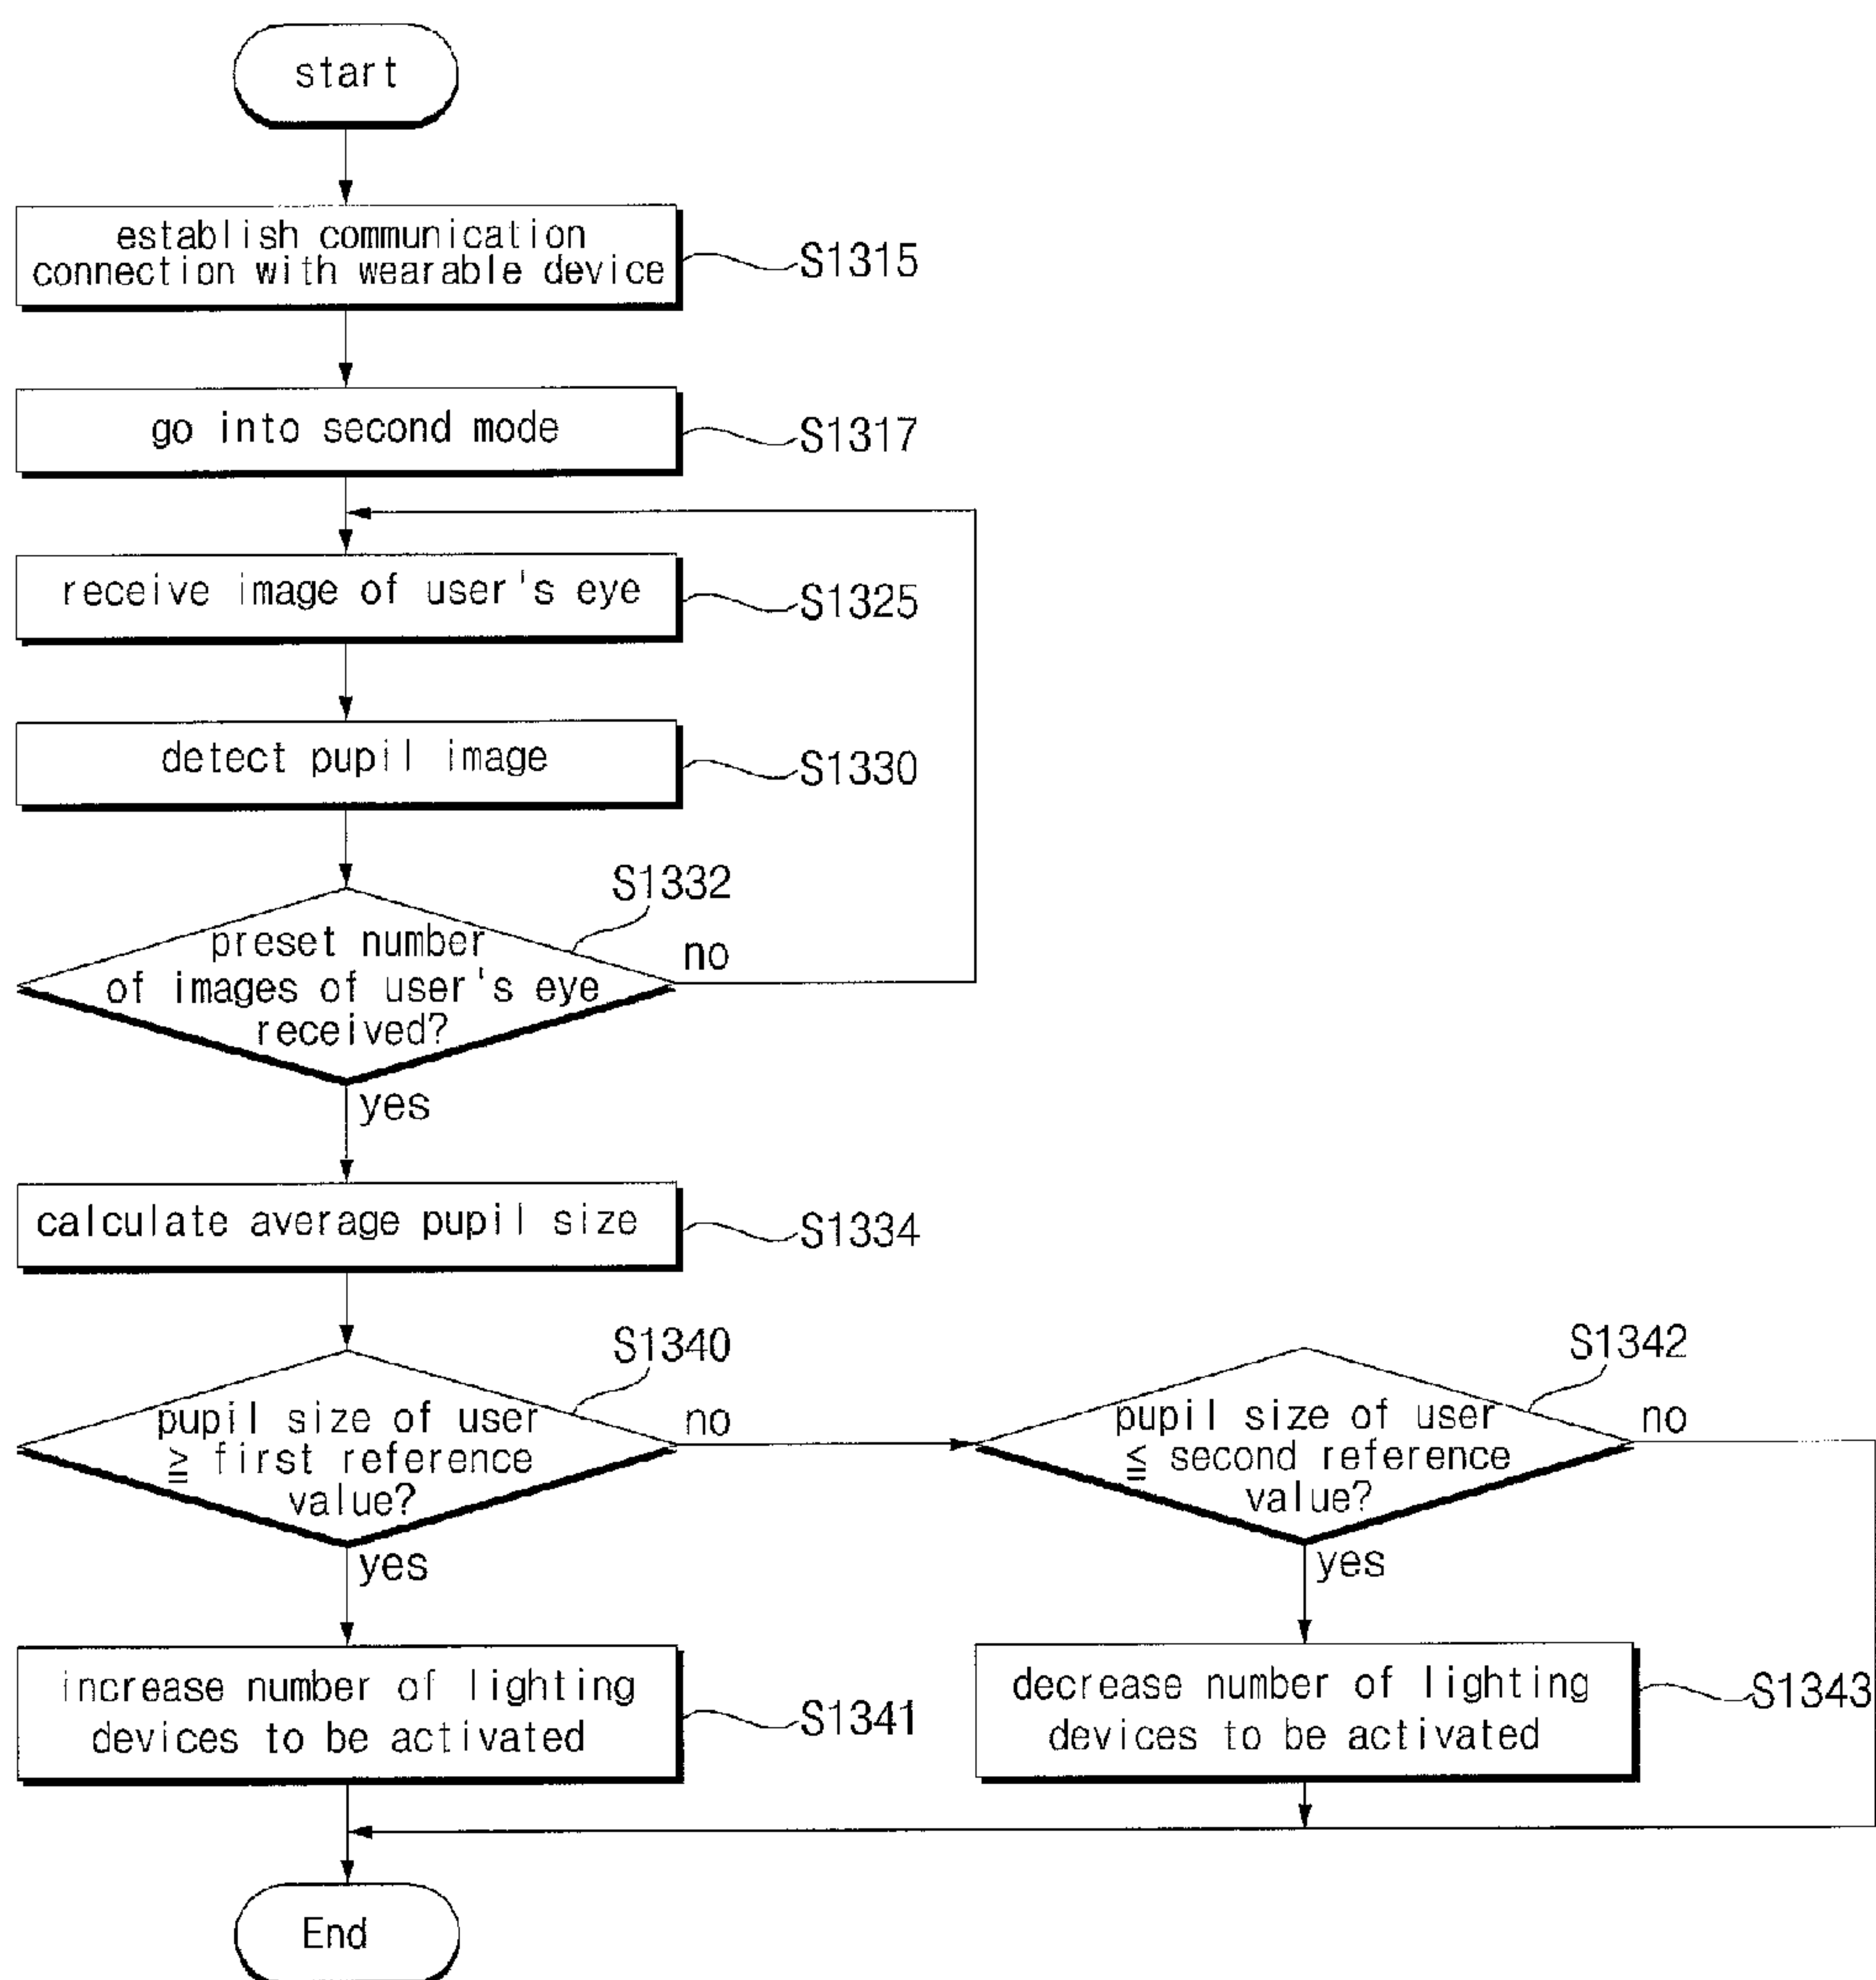 start
establish communication
connection with wearable device
S1315
go into second mode
S1317
receive image of user's eye
S1325
detect pupil image
S1330
S1332
preset number
of images of user's eye
received?
no
yes
calculate average pupil size
S1334
S1340
pupil size of user
≧ first reference
value?
no
yes
S1342
pupil size of user
≦ second reference
value?
no
yes
increase number of lighting
devices to be activated
S1341
decrease number of lighting
devices to be activated
S1343
End